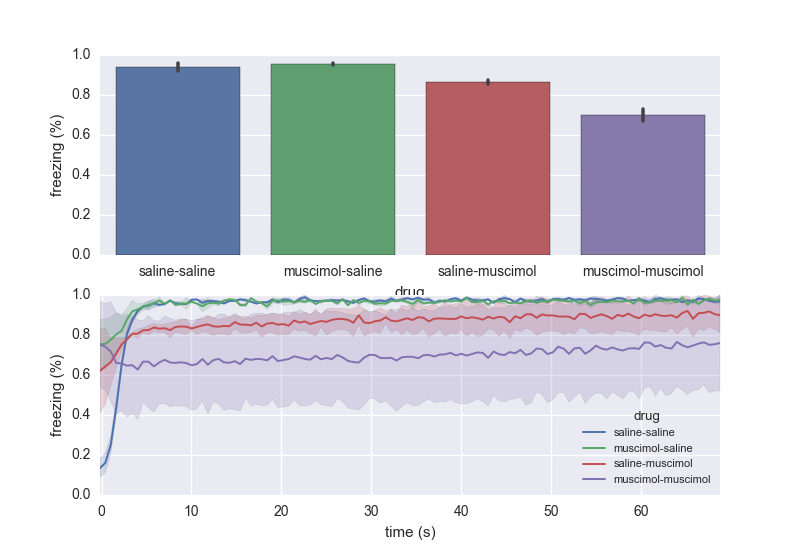 1.0
0.8
0.6
0.4
0.2
0.0
freezing (%)
saline-saline muscimol-saline saline-muscimol muscimol-muscimol
drug
1.0
0.8
0.6
0.4
0.2
0.0
freezing (%)
drug
saline-saline
muscimol-saline
saline-muscimol
muscimol-muscimol
0 10 20 30 40 50 60
time (s)